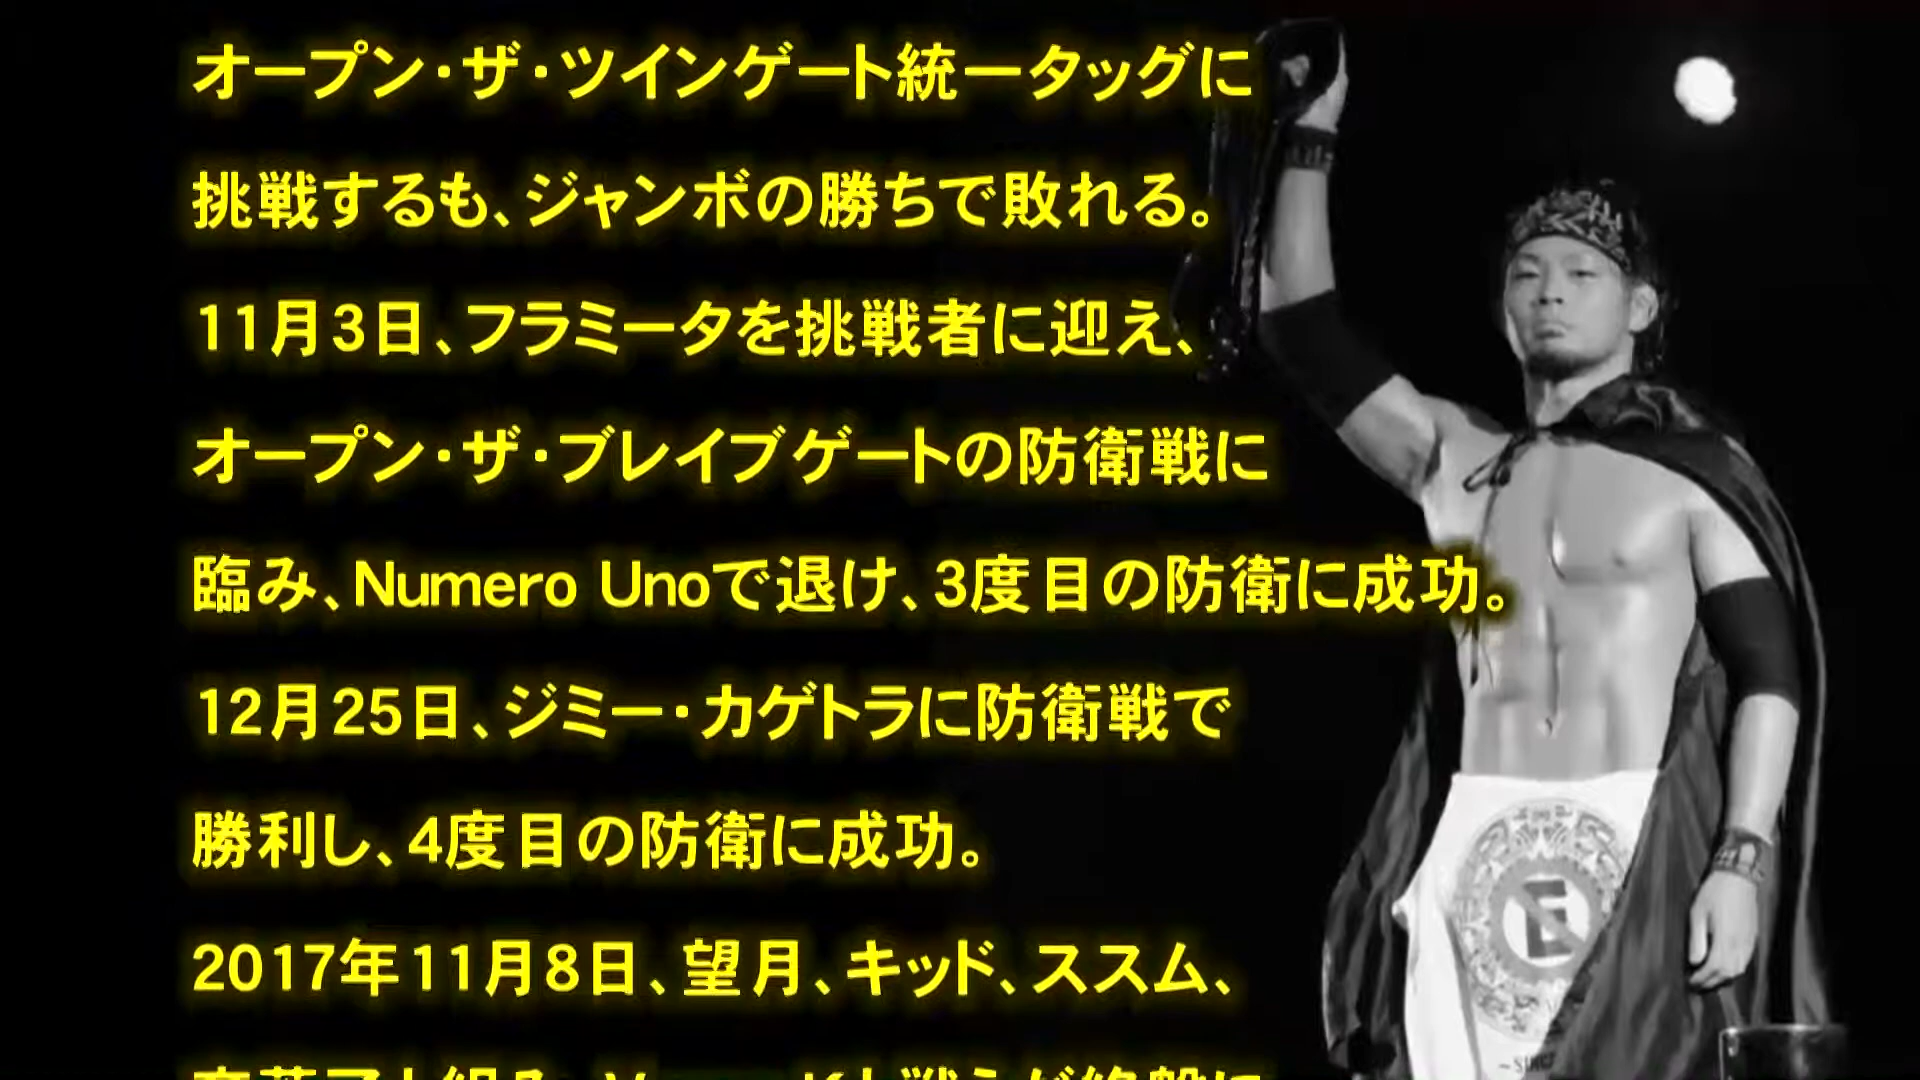 オープン・ザ・ツインゲート統一タッグに
挑戦するも、ジャンボの勝ちで敗れる。
11月3日、フラミータを挑戦者に迎え、
オープン・ザ・ブレイブゲートの防衛戦に
臨み、Numero Unoで退け、3度目の防衛に成功。
12月25日、ジミー・カゲトラに防衛戦で
勝利し、4度目の防衛に成功。
2017年11月8日、望月、キッド、ススム、